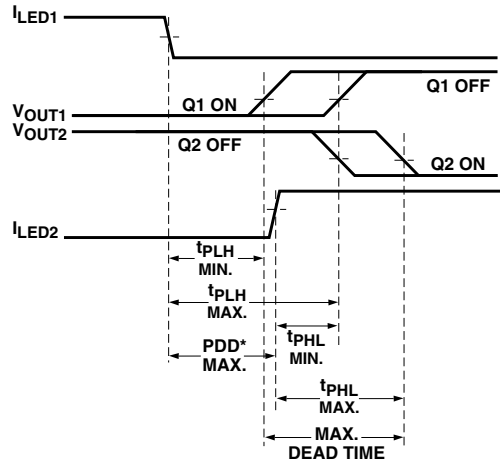 ILED1
VOUT1
Q1 ON
Q1 OFF
VOUT2
Q2 OFF
Q2 ON
ILED2
tPLH
MIN.
tPLH
MAX.
tPHL
MIN.
PDD*
MAX.
tPHL
MAX.
MAX.
DEAD TIME